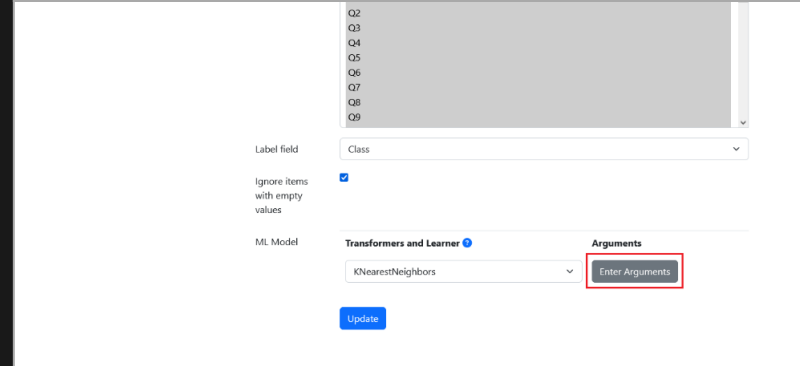 Q2
Q3
Q4
Q5
Q6
Q7
Q8
Q9
Label field
Class
Ignore items
with empty
values
ML Model
Transformers and Learner ?
Arguments
KNearestNeighbors
Enter Arguments
Update